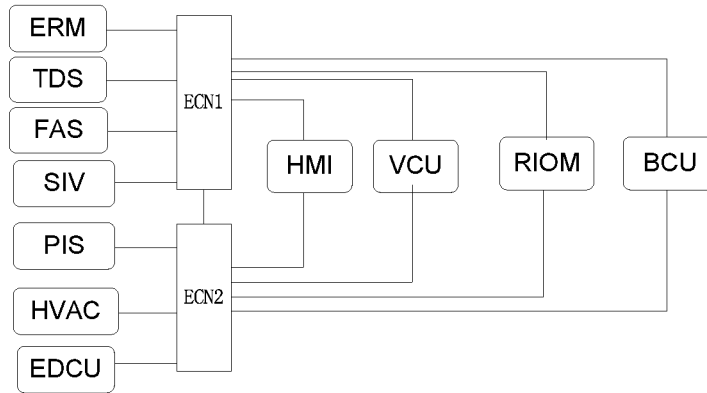 ERM
TDS
FAS
SIV
PIS
HVAC
EDCU
ECN1
ECN2
HMI
VCU
RIOM
BCU